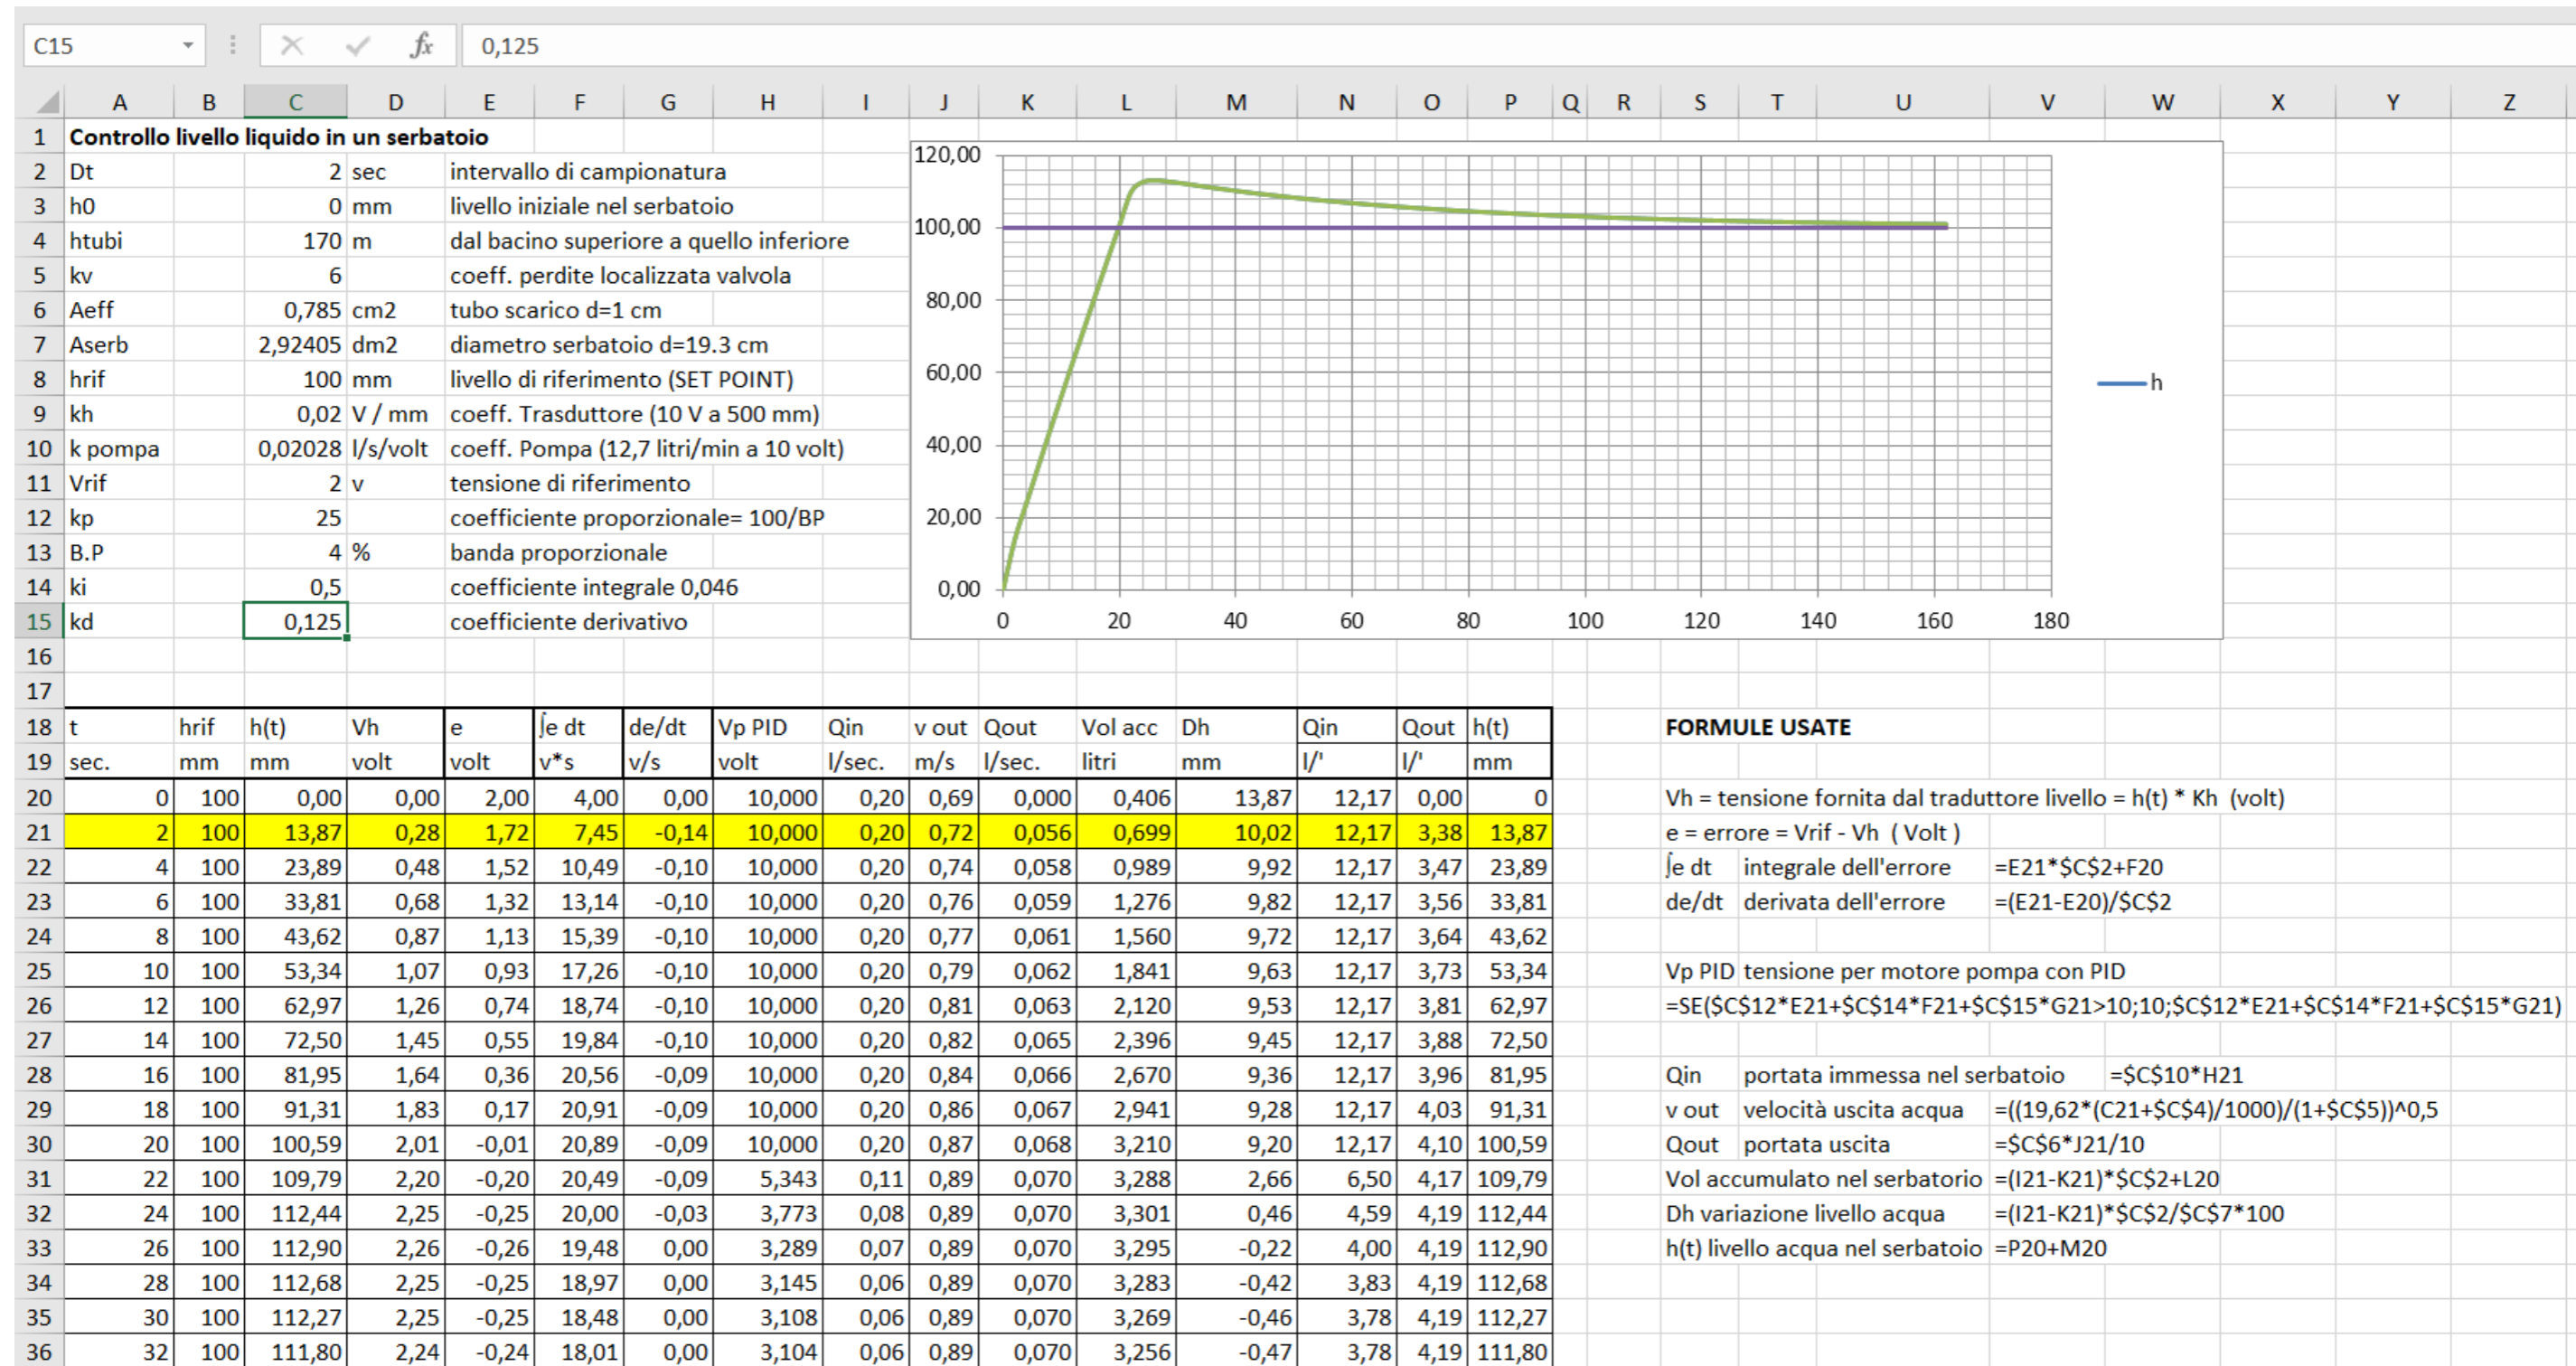 C15 fx 0,125
A B C D E F G H I J K L M N O P Q R S T U V W X Y Z
1 Controllo livello liquido in un serbatoio
2 Dt 2 sec intervallo di campionatura
3 h0 0 mm livello iniziale nel serbatoio
4 htubi 170 m dal bacino superiore a quello inferiore
5 kv 6 coeff. perdite localizzata valvola
6 Aeff 0,785 cm2 tubo scarico d=1 cm
7 Aserb 2,92405 dm2 diametro serbatoio d=19.3 cm
8 hrif 100 mm livello di riferimento (SET POINT)
9 kh 0,02 V / mm coeff. Trasduttore (10 V a 500 mm)
10 k pompa 0,02028 l/s/volt coeff. Pompa (12,7 litri/min a 10 volt)
11 Vrif 2 v tensione di riferimento
12 kp 25 coefficiente proporzionale= 100/BP
13 B.P 4 % banda proporzionale
14 ki 0,5 coefficiente integrale 0,046
15 kd 0,125 coefficiente derivativo
120,00
100,00
80,00
60,00
40,00
20,00
0,00
0 20 40 60 80 100 120 140 160 180
h
16
17
18 t hrif h(t) Vh e ∫e dt de/dt Vp PID Qin v out Qout Vol acc Dh Qin Qout h(t) FORMULE USATE
19 sec. mm mm volt volt v*s v/s volt l/sec. m/s l/sec. litri mm l/' l/' mm
20 0 100 0,00 0,00 2,00 4,00 0,00 10,000 0,20 0,69 0,000 0,406 13,87 12,17 0,00 0 Vh = tensione fornita dal traduttore livello = h(t) * Kh (volt)
21 2 100 13,87 0,28 1,72 7,45 -0,14 10,000 0,20 0,72 0,056 0,699 10,02 12,17 3,38 13,87 e = errore = Vrif - Vh ( Volt )
22 4 100 23,89 0,48 1,52 10,49 -0,10 10,000 0,20 0,74 0,058 0,989 9,92 12,17 3,47 23,89 ∫e dt integrale dell'errore =E21*$C$2+F20
23 6 100 33,81 0,68 1,32 13,14 -0,10 10,000 0,20 0,76 0,059 1,276 9,82 12,17 3,56 33,81 de/dt derivata dell'errore =(E21-E20)/$C$2
24 8 100 43,62 0,87 1,13 15,39 -0,10 10,000 0,20 0,77 0,061 1,560 9,72 12,17 3,64 43,62
25 10 100 53,34 1,07 0,93 17,26 -0,10 10,000 0,20 0,79 0,062 1,841 9,63 12,17 3,73 53,34 Vp PID tensione per motore pompa con PID
26 12 100 62,97 1,26 0,74 18,74 -0,10 10,000 0,20 0,81 0,063 2,120 9,53 12,17 3,81 62,97 =SE($C$12*E21+$C$14*F21+$C$15*G21>10;10;$C$12*E21+$C$14*F21+$C$15*G21)
27 14 100 72,50 1,45 0,55 19,84 -0,10 10,000 0,20 0,82 0,065 2,396 9,45 12,17 3,88 72,50
28 16 100 81,95 1,64 0,36 20,56 -0,09 10,000 0,20 0,84 0,066 2,670 9,36 12,17 3,96 81,95 Qin portata immessa nel serbatoio =$C$10*H21
29 18 100 91,31 1,83 0,17 20,91 -0,09 10,000 0,20 0,86 0,067 2,941 9,28 12,17 4,03 91,31 v out velocità uscita acqua =((19,62*(C21+$C$4)/1000)/(1+$C$5))^0,5
30 20 100 100,59 2,01 -0,01 20,89 -0,09 10,000 0,20 0,87 0,068 3,210 9,20 12,17 4,10 100,59 Qout portata uscita =$C$6*J21/10
31 22 100 109,79 2,20 -0,20 20,49 -0,09 5,343 0,11 0,89 0,070 3,288 2,66 6,50 4,17 109,79 Vol accumulato nel serbatorio =(I21-K21)*$C$2+L20
32 24 100 112,44 2,25 -0,25 20,00 -0,03 3,773 0,08 0,89 0,070 3,301 0,46 4,59 4,19 112,44 Dh variazione livello acqua =(I21-K21)*$C$2/$C$7*100
33 26 100 112,90 2,26 -0,26 19,48 0,00 3,289 0,07 0,89 0,070 3,295 -0,22 4,00 4,19 112,90 h(t) livello acqua nel serbatoio =P20+M20
34 28 100 112,68 2,25 -0,25 18,97 0,00 3,145 0,06 0,89 0,070 3,283 -0,42 3,83 4,19 112,68
35 30 100 112,27 2,25 -0,25 18,48 0,00 3,108 0,06 0,89 0,070 3,269 -0,46 3,78 4,19 112,27
36 32 100 111,80 2,24 -0,24 18,01 0,00 3,104 0,06 0,89 0,070 3,256 -0,47 3,78 4,19 111,80